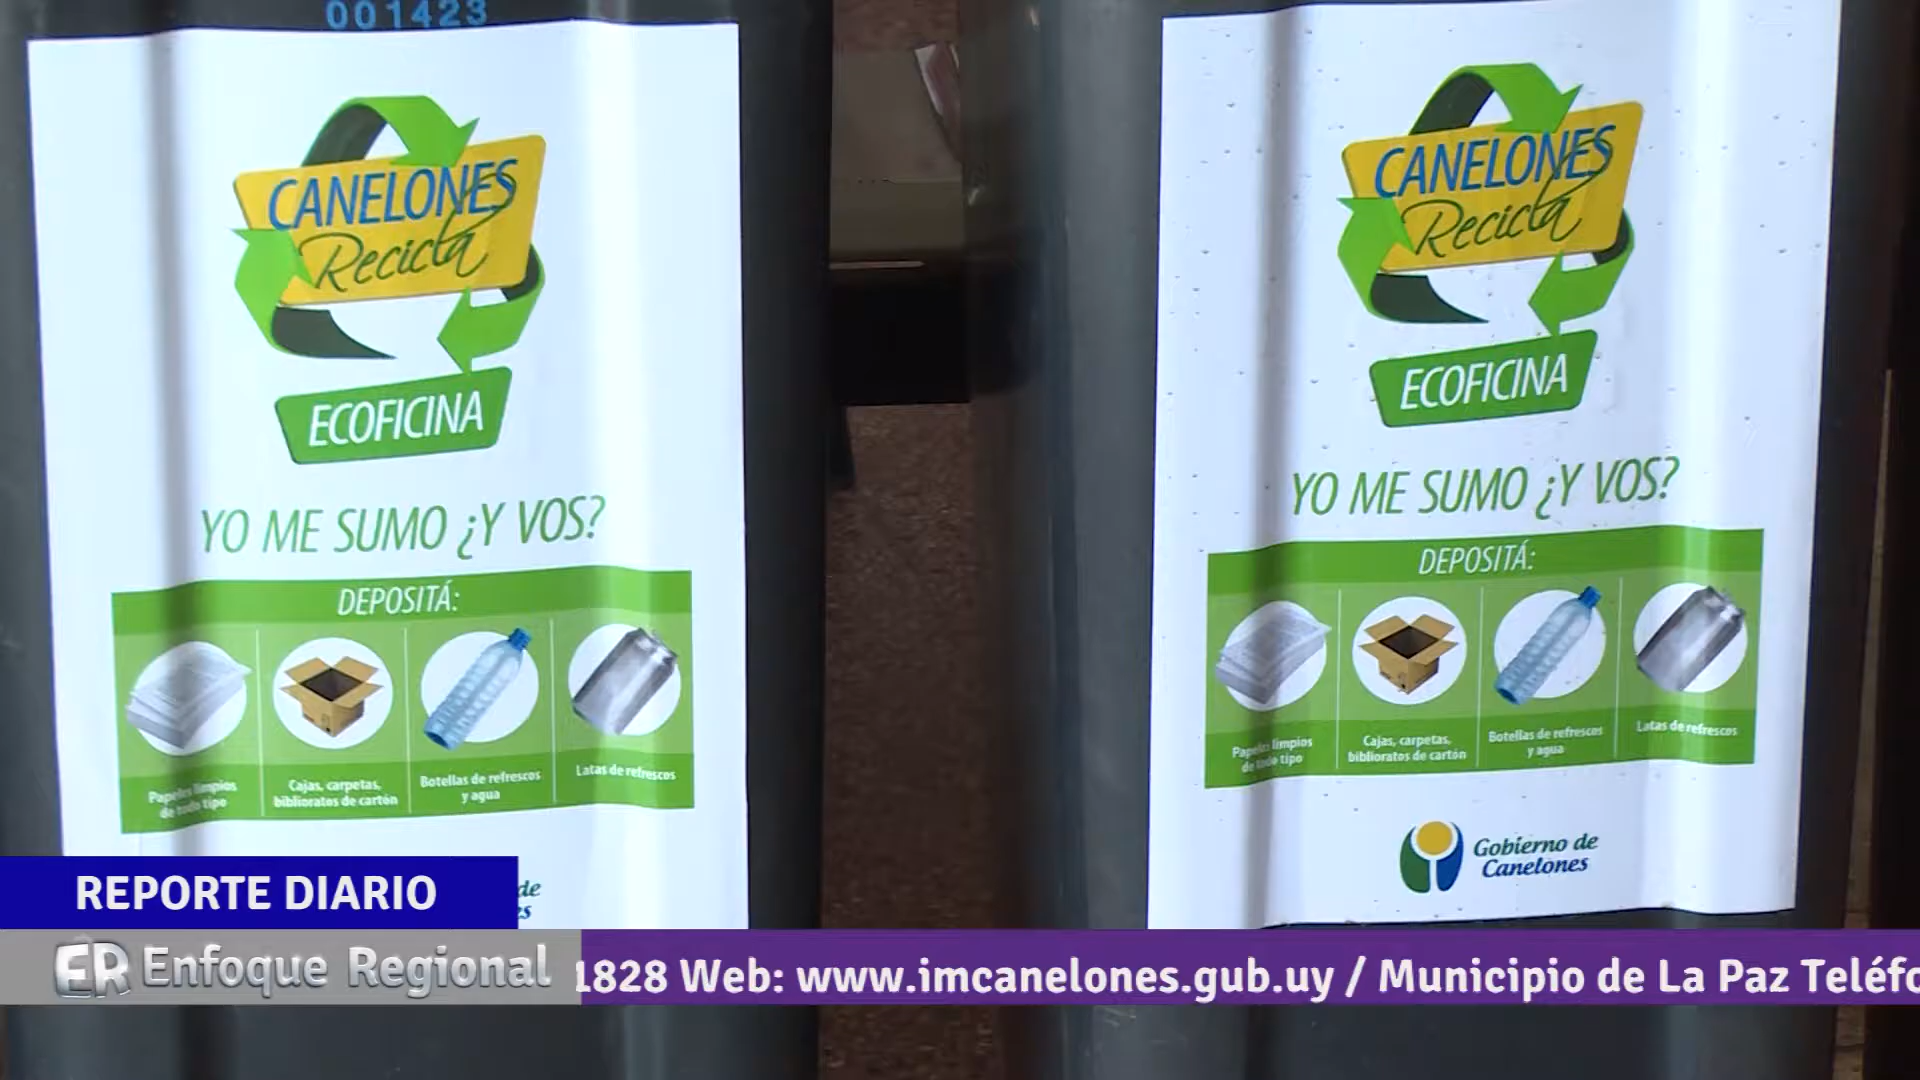 001423
CANELONES
Recicla
ECOFICINA
YO ME SUMO ¿Y VOS?
DEPOSITÁ:
Papeles limpios
de todo tipo
Cajas, carpetas,
biblioratos de cartón
Botellas de refrescos
y agua
Latas de refrescos
de
es
CANELONES
Recicla
ECOFICINA
YO ME SUMO ¿Y VOS?
DEPOSITÁ:
Papeles limpios
de todo tipo
Cajas, carpetas,
biblioratos de cartón
Botellas de refrescos
y agua
Latas de refrescos
Gobierno de
Canelones
REPORTE DIARIO
ER Enfoque Regional
1828 Web: www.imcanelones.gub.uy / Municipio de La Paz Teléfo